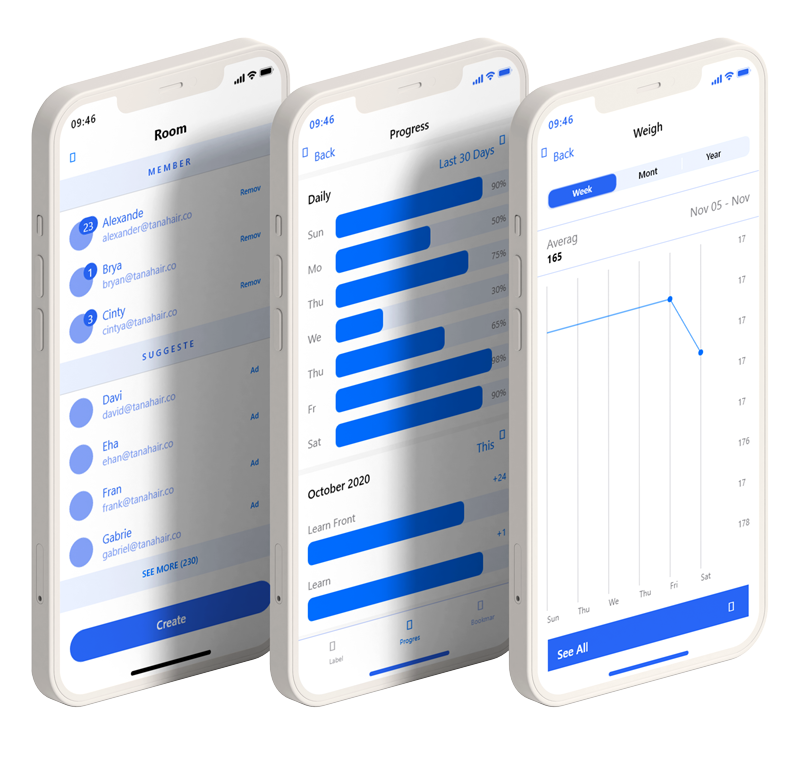 09:46
Room
MEMBER
23
Alexande
alexander@tanahair.co
Remov
1
Brya
bryan@tanahair.co
Remov
3
Cinty
cintya@tanahair.co
Remov
SUGGESTE
Davi
david@tanahair.co
Ad
Eha
ehan@tanahair.co
Ad
Fran
frank@tanahair.co
Ad
Gabrie
gabriel@tanahair.co
Ad
SEE MORE (230)
Create
09:46
Progress
Back
Last 30 Days
Daily
Sun
90%
Mo
50%
Thu
75%
We
30%
Thu
65%
Fr
98%
Sat
90%
This
October 2020
+24
Learn Front
+1
Learn
Label
Progres
Bookmar
09:46
Weigh
Back
Week
Mont
Year
Averag
165
Nov 05 - Nov
17
17
17
17
17
176
17
178
Sun
Thu
We
Thu
Fri
Sat
See All